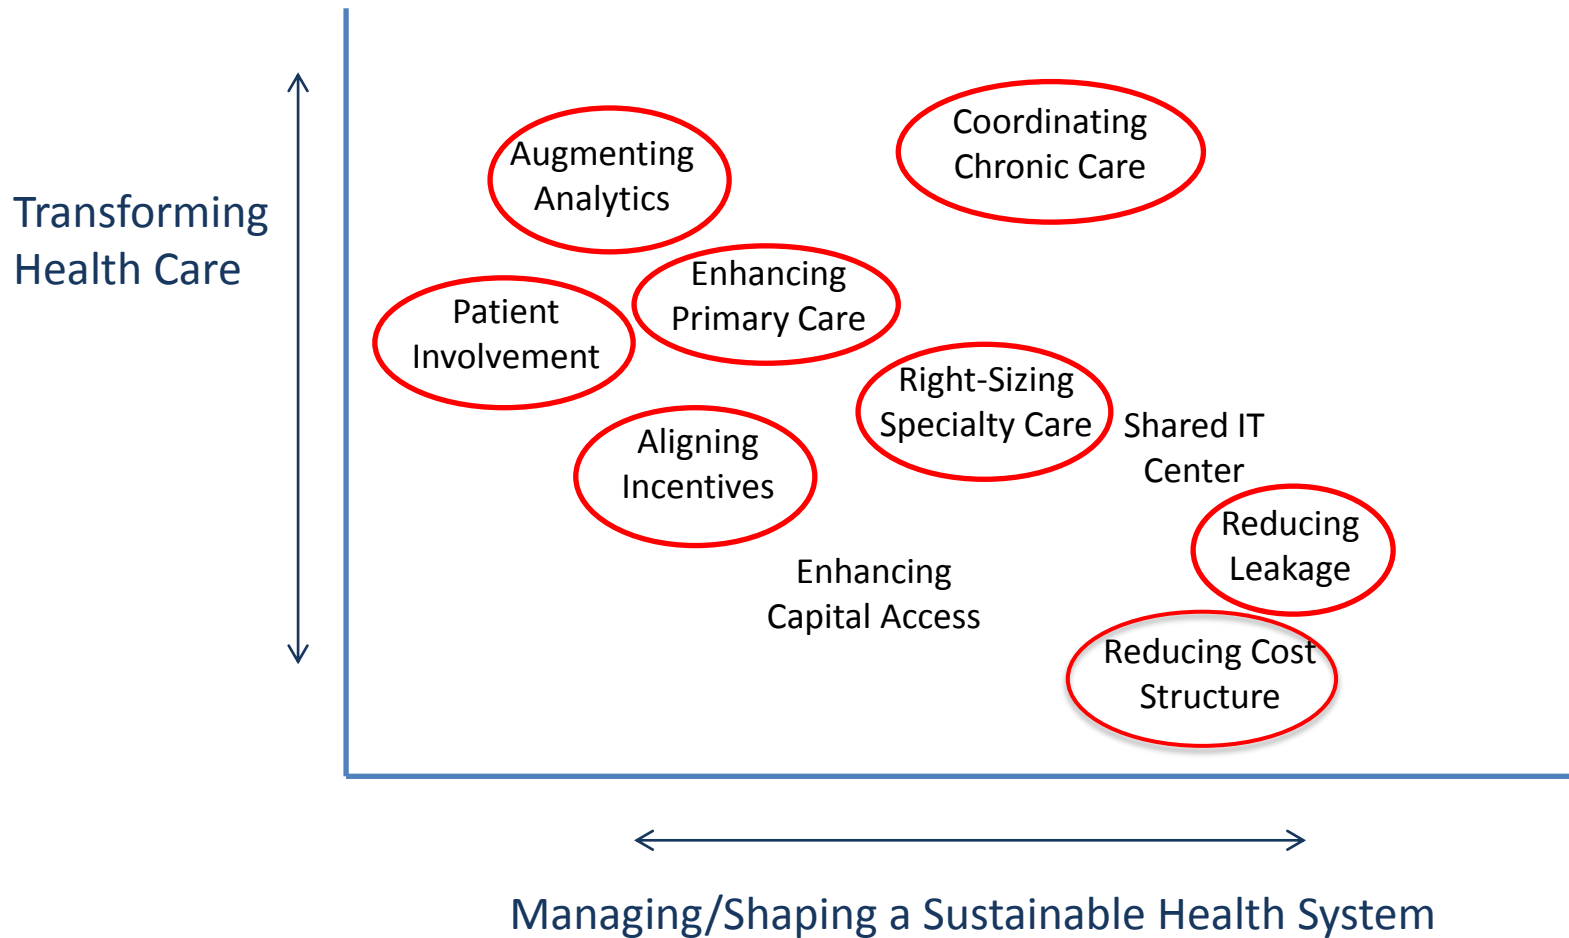 Transforming
Health Care
Augmenting
Analytics
Coordinating
Chronic Care
Patient
Involvement
Enhancing
Primary Care
Right-Sizing
Specialty Care
Shared IT
Center
Aligning
Incentives
Reducing
Leakage
Enhancing
Capital Access
Reducing Cost
Structure
Managing/Shaping a Sustainable Health System